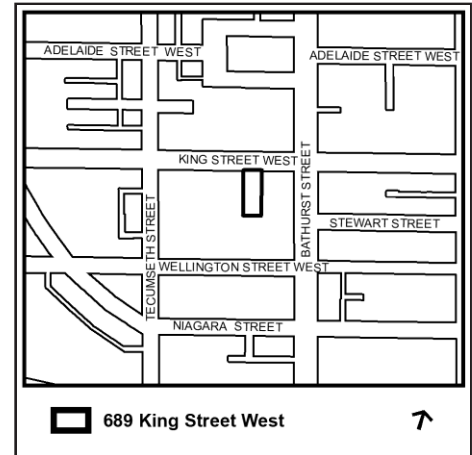 ADELAIDE STREET WEST
ADELAIDE STREET WEST
KING STREET WEST
BATHURST STREET
TECUMSETH STREET
STEWART STREET
WELLINGTON STREET WEST
NIAGARA STREET
689 King Street West